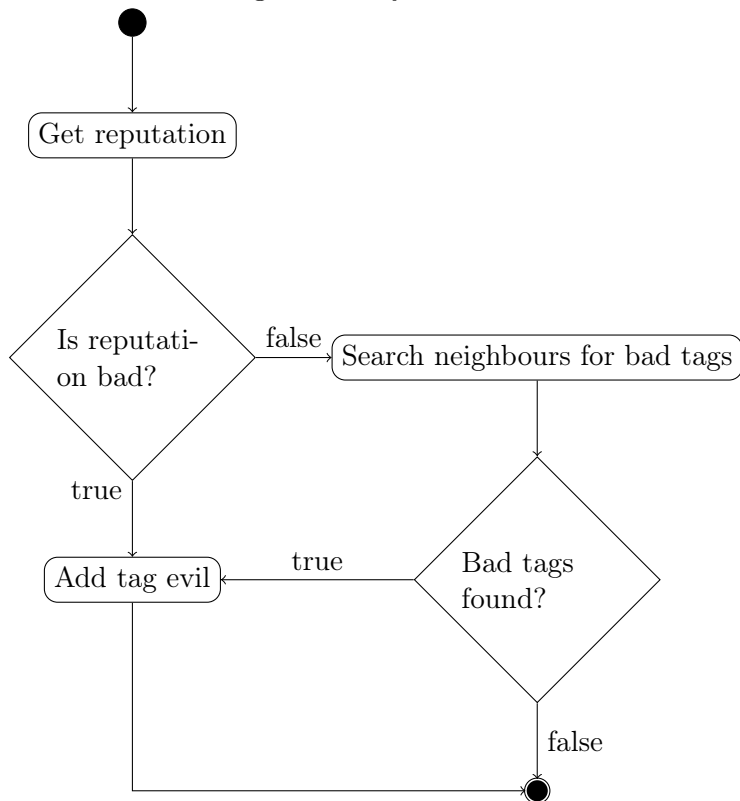 Get reputation
Is reputati-
on bad?
false
Search neighbours for bad tags
true
Add tag evil
true
Bad tags
found?
false